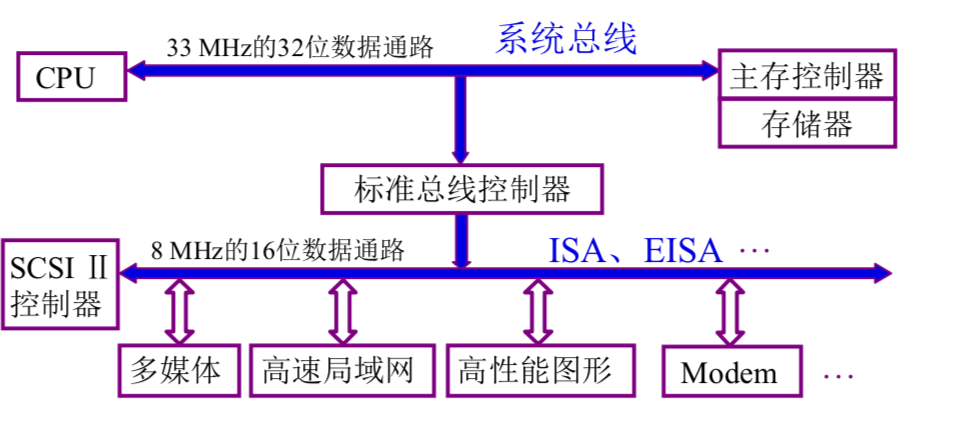 33 MHz的32位数据通路
系统总线
CPU
主存控制器
存储器
标准总线控制器
8 MHz的16位数据通路
ISA、EISA …
SCSI Ⅱ
控制器
多媒体
高速局域网
高性能图形
Modem
…